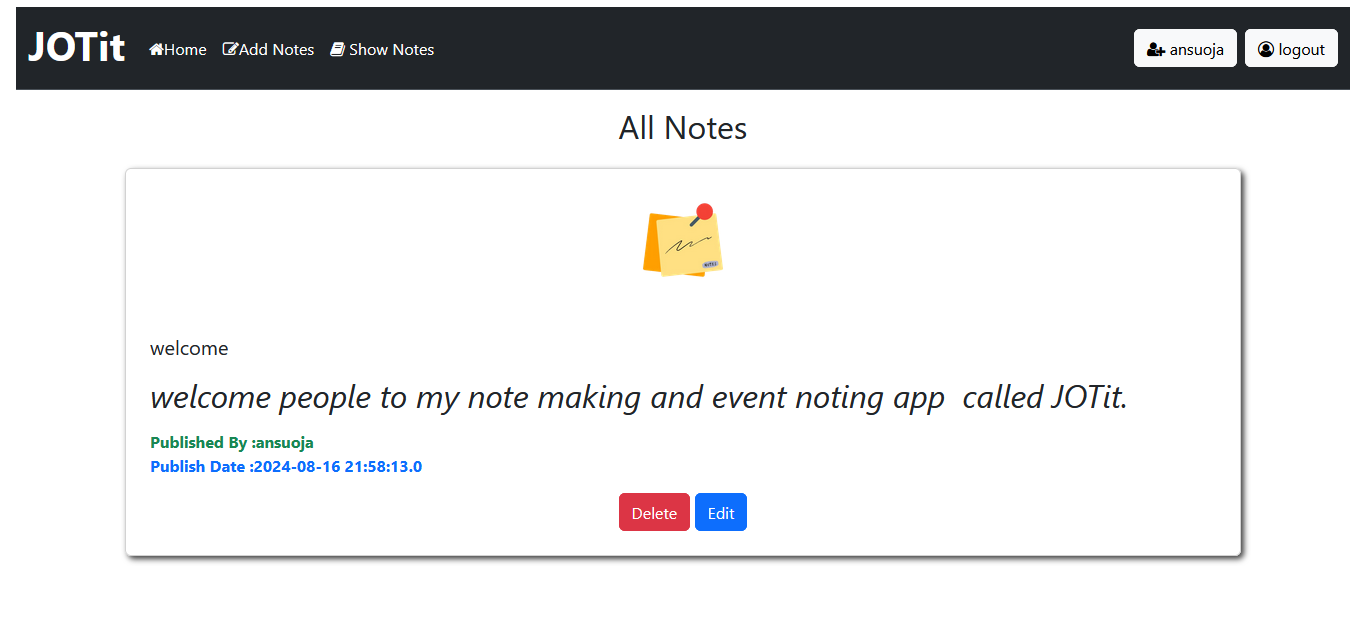 JOTit Home Add Notes Show Notes ansuoja logout
All Notes
NOTES
welcome
welcome people to my note making and event noting app  called JOTit.
Published By :ansuoja
Publish Date :2024-08-16 21:58:13.0
Delete Edit